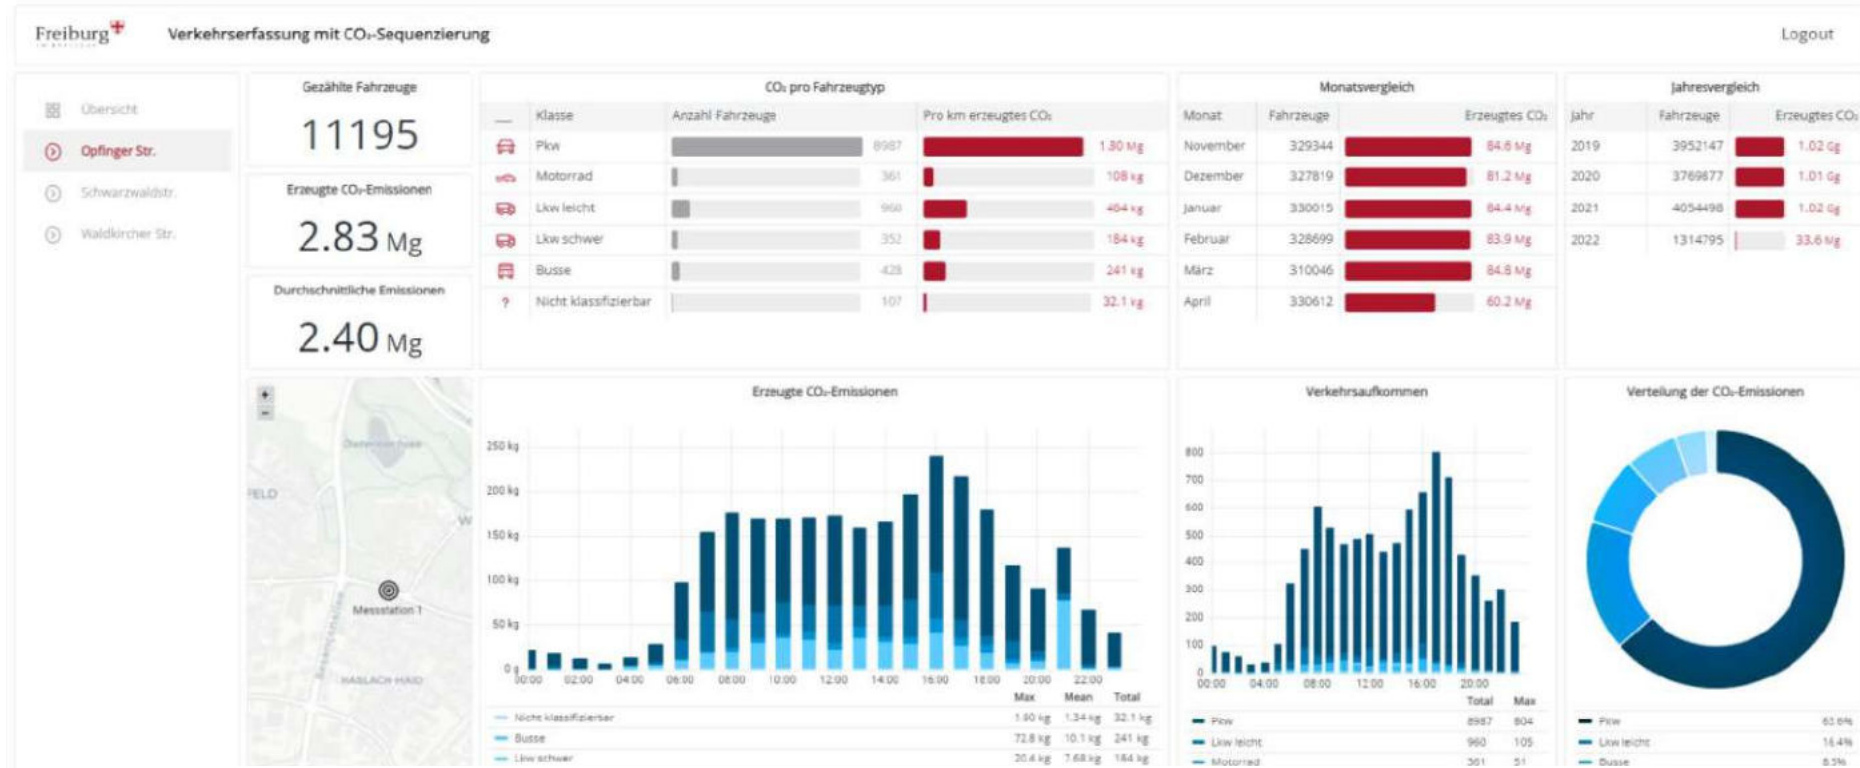 Freiburg
Verkehrserfassung mit CO₂-Sequenzierung
Logout
Übersicht
Opfinger Str.
Schwarzwaldstr.
Waldkircher Str.
Gezählte Fahrzeuge
11195
Erzeugte CO₂-Emissionen
2.83 Mg
Durchschnittliche Emissionen
2.40 Mg
CO₂ pro Fahrzeugtyp
Klasse Anzahl Fahrzeuge Pro km erzeugtes CO₂
Pkw 8987 1.80 Mg
Motorrad 361 108 kg
Lkw leicht 960 464 kg
Lkw schwer 352 184 kg
Busse 428 241 kg
? Nicht klassifizierbar 107 32.1 kg
Monatsvergleich
Monat Fahrzeuge Erzeugtes CO₂
November 329344 84.6 Mg
Dezember 327819 81.2 Mg
Januar 330015 84.4 Mg
Februar 328699 83.9 Mg
März 310046 84.8 Mg
April 330612 60.2 Mg
Jahresvergleich
Jahr Fahrzeuge Erzeugtes CO₂
2019 3952147 1.02 Gg
2020 3769877 1.01 Gg
2021 4054498 1.02 Gg
2022 1314795 33.6 Mg
+
−
FELD
W
Messstation 1
Besançonallee
HASLACH-HAID
Erzeugte CO₂-Emissionen
250 kg
200 kg
150 kg
100 kg
50 kg
0 g
00:00 02:00 04:00 06:00 08:00 10:00 12:00 14:00 16:00 18:00 20:00 22:00
Max Mean Total
Nicht klassifizierbar 1.90 kg 1.34 kg 32.1 kg
Busse 72.8 kg 10.1 kg 241 kg
Lkw schwer 20.4 kg 7.68 kg 184 kg
Verkehrsaufkommen
800
700
600
500
400
300
200
100
0
00:00 04:00 08:00 12:00 16:00 20:00
Total Max
Pkw 8987 804
Lkw leicht 960 105
Motorrad 361 51
Verteilung der CO₂-Emissionen
Pkw 63.6%
Lkw leicht 16.4%
Busse 8.5%